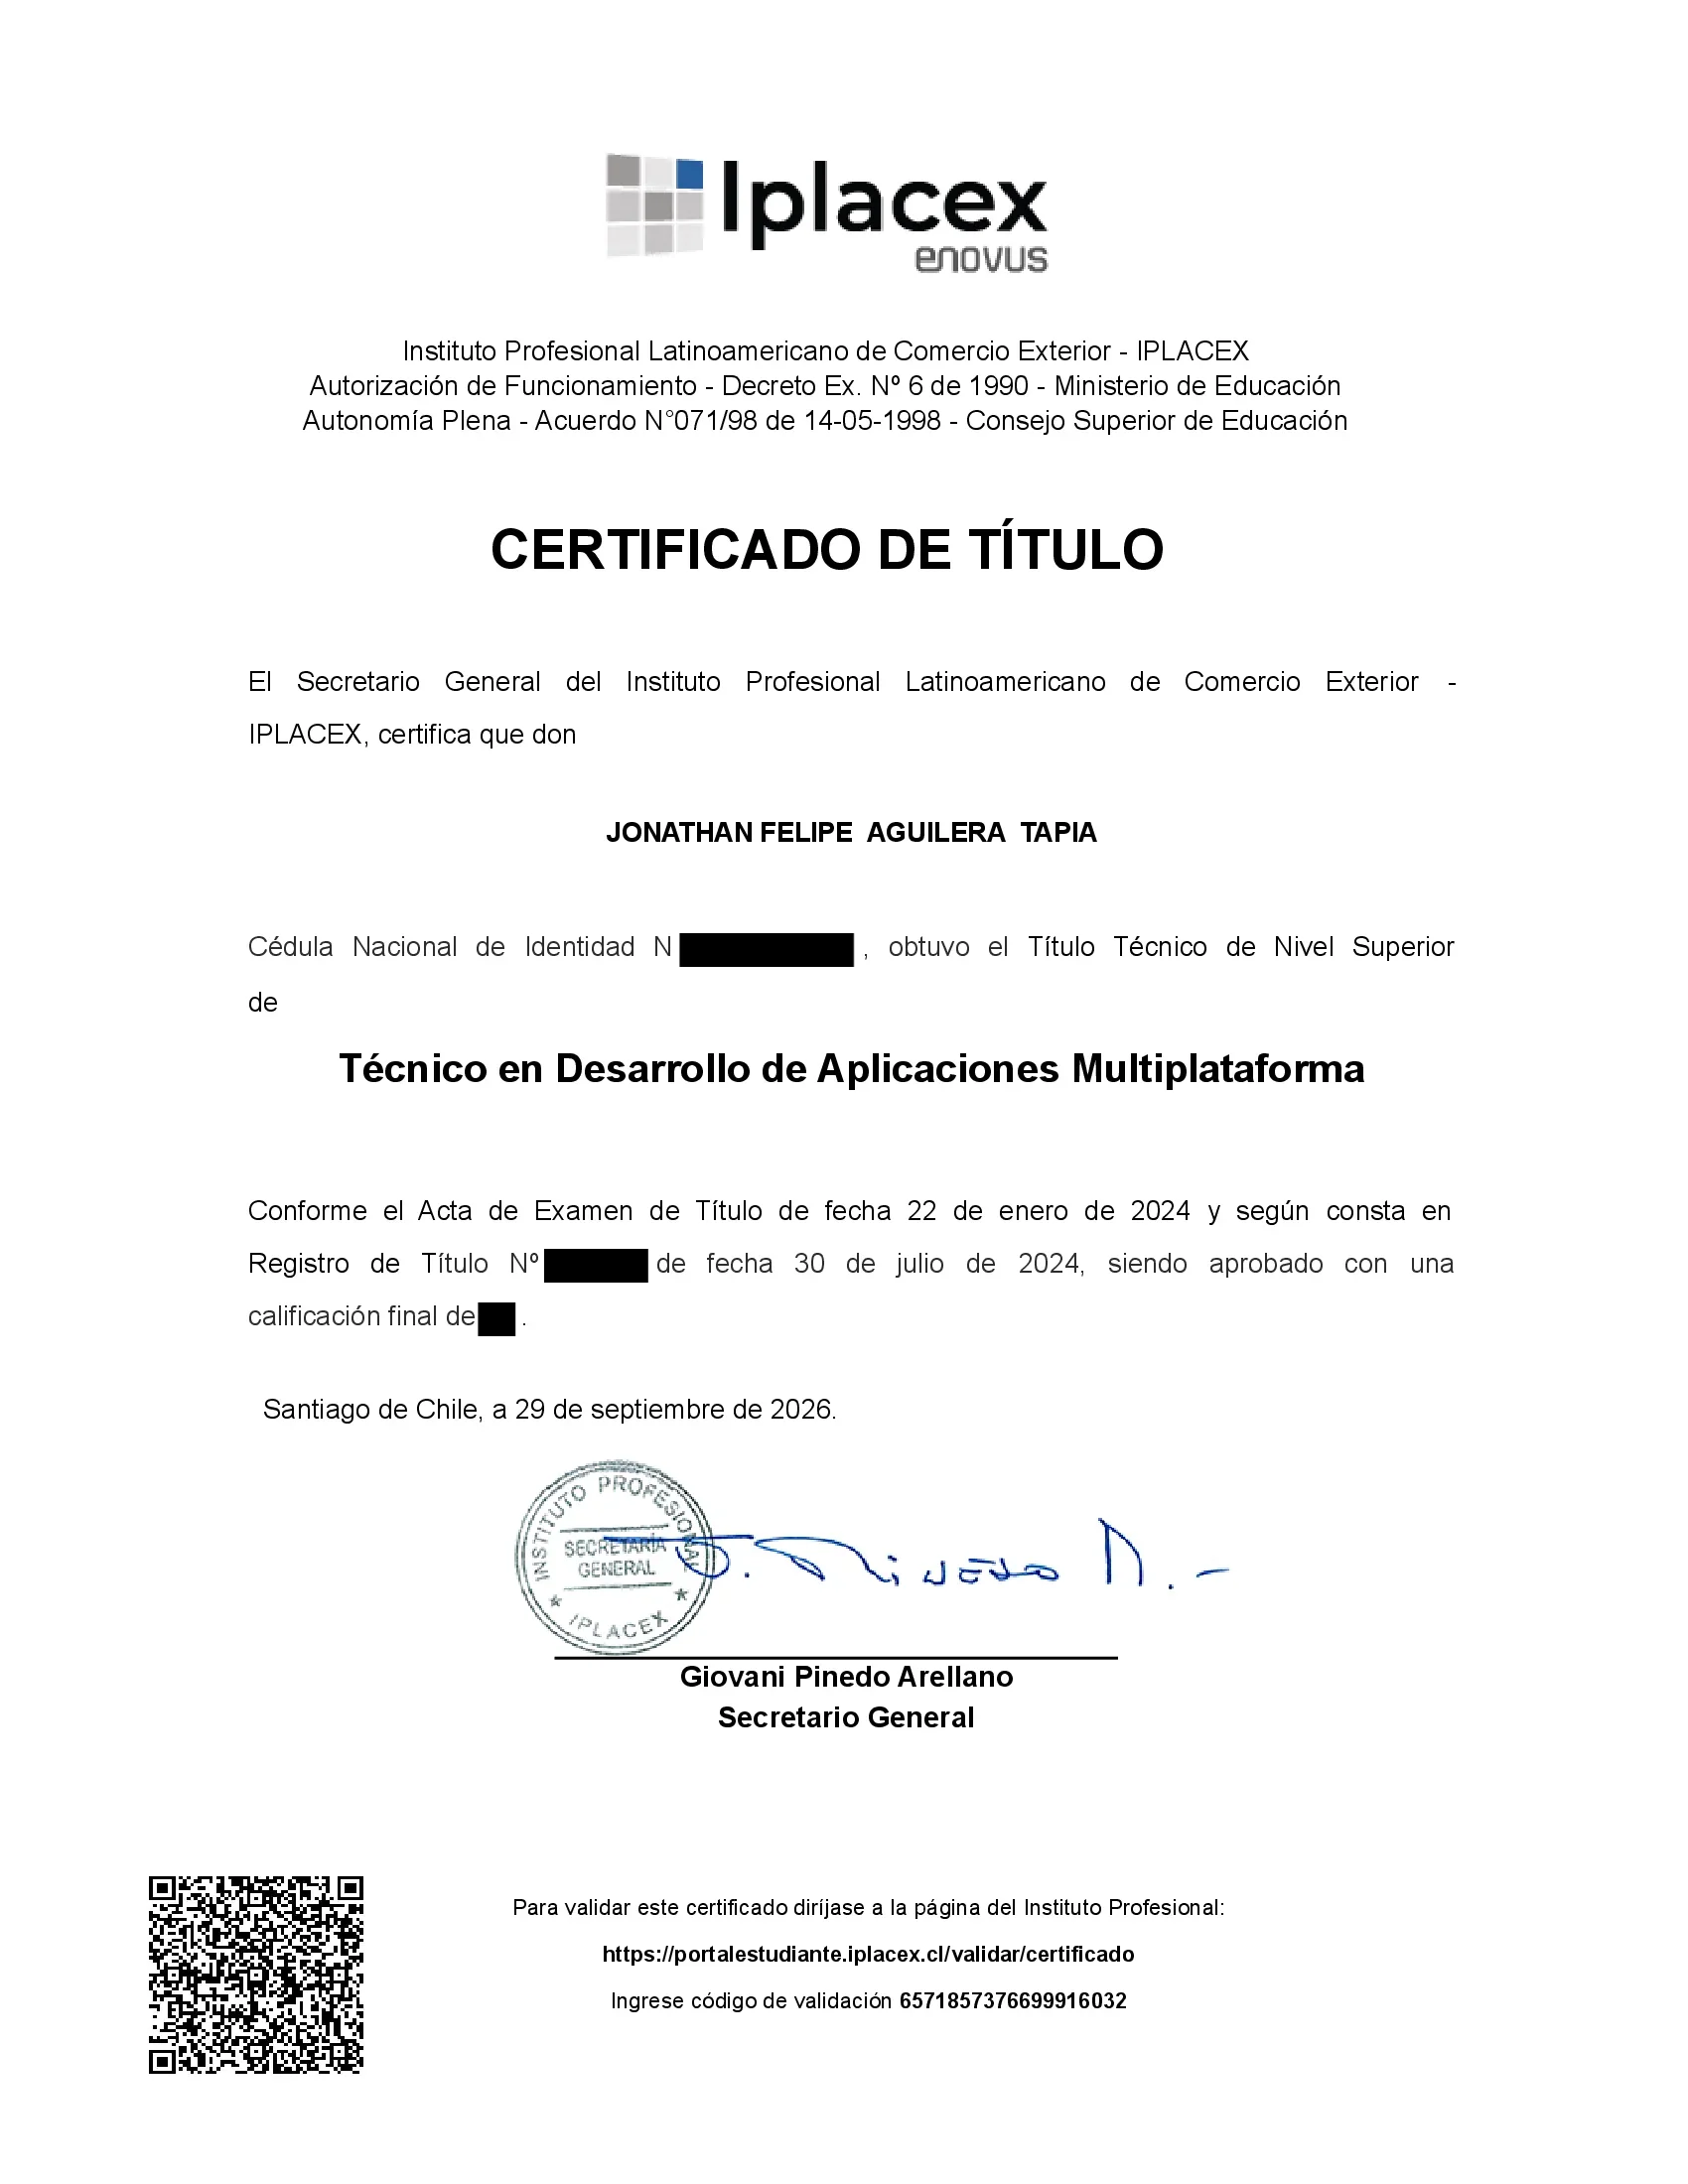 Iplacex
enovus
Instituto Profesional Latinoamericano de Comercio Exterior - IPLACEX
Autorización de Funcionamiento - Decreto Ex. Nº 6 de 1990 - Ministerio de Educación
Autonomía Plena - Acuerdo N°071/98 de 14-05-1998 - Consejo Superior de Educación
CERTIFICADO DE TÍTULO
El Secretario General del Instituto Profesional Latinoamericano de Comercio Exterior -
IPLACEX, certifica que don
JONATHAN FELIPE AGUILERA TAPIA
Cédula Nacional de Identidad N , obtuvo el Título Técnico de Nivel Superior
de
Técnico en Desarrollo de Aplicaciones Multiplataforma
Conforme el Acta de Examen de Título de fecha 22 de enero de 2024 y según consta en
Registro de Título Nº de fecha 30 de julio de 2024, siendo aprobado con una
calificación final de .
Santiago de Chile, a 29 de septiembre de 2026.
INSTITUTO PROFESIONAL
SECRETARÍA
GENERAL
IPLACEX
Giovani Pinedo Arellano
Secretario General
Para validar este certificado diríjase a la página del Instituto Profesional:
https://portalestudiante.iplacex.cl/validar/certificado
Ingrese código de validación 6571857376699916032